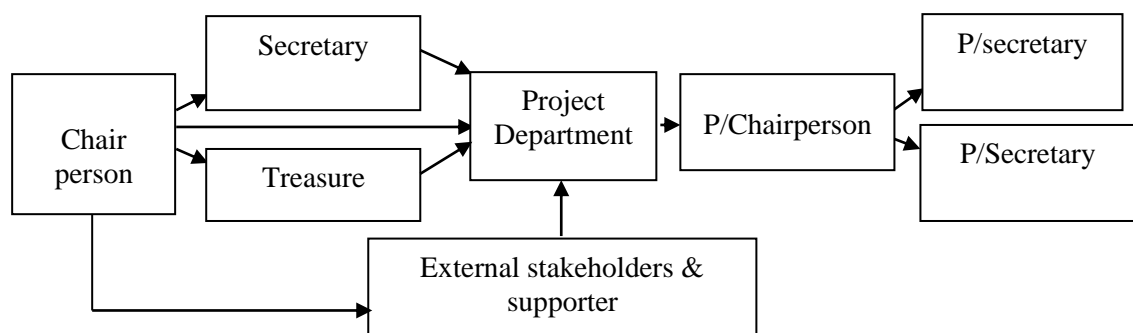 Chair
person
Secretary
Treasure
Project
Department
External stakeholders &
supporter
P/Chairperson
P/secretary
P/Secretary